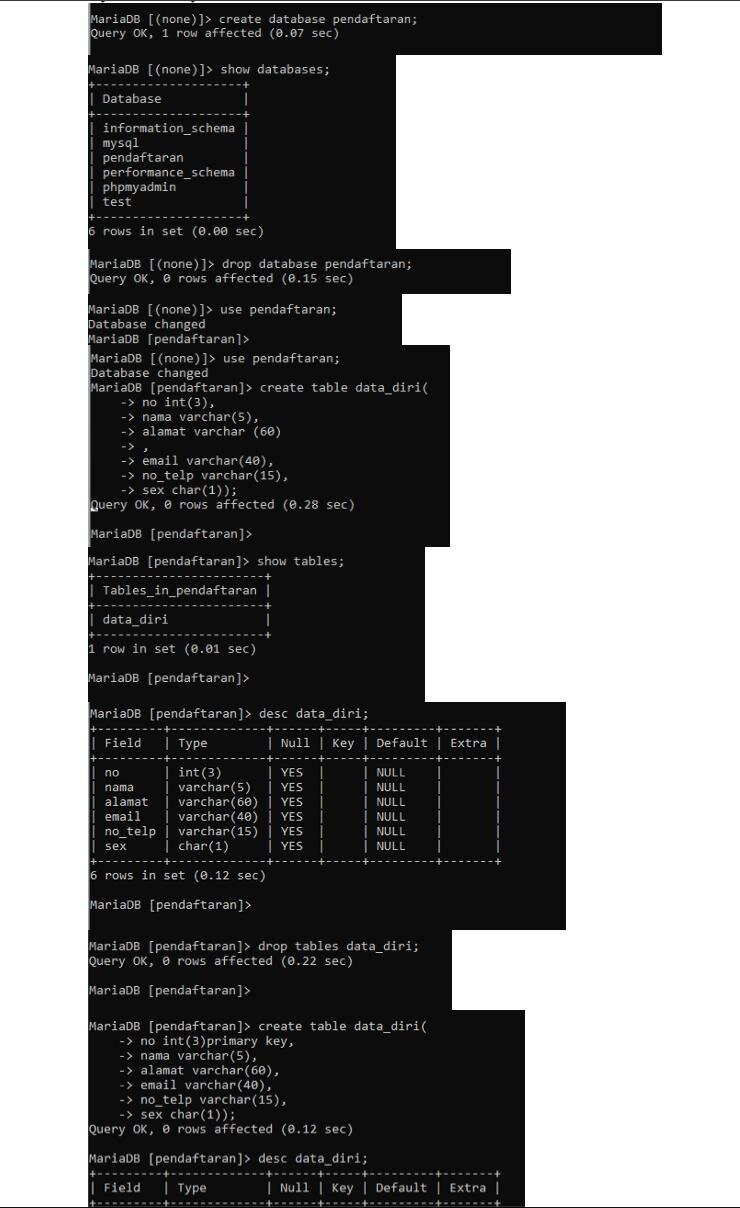 MariaDB [(none)]> create database pendaftaran;
Query OK, 1 row affected (0.07 sec)
MariaDB [(none)]> show databases;
+--------------------+
| Database           |
+--------------------+
| information_schema |
| mysql              |
| pendaftaran        |
| performance_schema |
| phpmyadmin         |
| test               |
+--------------------+
6 rows in set (0.00 sec)
MariaDB [(none)]> drop database pendaftaran;
Query OK, 0 rows affected (0.15 sec)
MariaDB [(none)]> use pendaftaran;
Database changed
MariaDB [pendaftaran]>
MariaDB [(none)]> use pendaftaran;
Database changed
MariaDB [pendaftaran]> create table data_diri(
    -> no int(3),
    -> nama varchar(5),
    -> alamat varchar (60)
    -> ,
    -> email varchar(40),
    -> no_telp varchar(15),
    -> sex char(1));
Query OK, 0 rows affected (0.28 sec)
MariaDB [pendaftaran]>
MariaDB [pendaftaran]> show tables;
+-----------------------+
| Tables_in_pendaftaran |
+-----------------------+
| data_diri             |
+-----------------------+
1 row in set (0.01 sec)
MariaDB [pendaftaran]>
MariaDB [pendaftaran]> desc data_diri;
+---------+-------------+------+-----+---------+-------+
| Field   | Type        | Null | Key | Default | Extra |
+---------+-------------+------+-----+---------+-------+
| no      | int(3)      | YES  |     | NULL    |       |
| nama    | varchar(5)  | YES  |     | NULL    |       |
| alamat  | varchar(60) | YES  |     | NULL    |       |
| email   | varchar(40) | YES  |     | NULL    |       |
| no_telp | varchar(15) | YES  |     | NULL    |       |
| sex     | char(1)     | YES  |     | NULL    |       |
+---------+-------------+------+-----+---------+-------+
6 rows in set (0.12 sec)
MariaDB [pendaftaran]>
MariaDB [pendaftaran]> drop tables data_diri;
Query OK, 0 rows affected (0.22 sec)
MariaDB [pendaftaran]>
MariaDB [pendaftaran]> create table data_diri(
    -> no int(3)primary key,
    -> nama varchar(5),
    -> alamat varchar(60),
    -> email varchar(40),
    -> no_telp varchar(15),
    -> sex char(1));
Query OK, 0 rows affected (0.12 sec)
MariaDB [pendaftaran]> desc data_diri;
+---------+-------------+------+-----+---------+-------+
| Field   | Type        | Null | Key | Default | Extra |
+---------+-------------+------+-----+---------+-------+